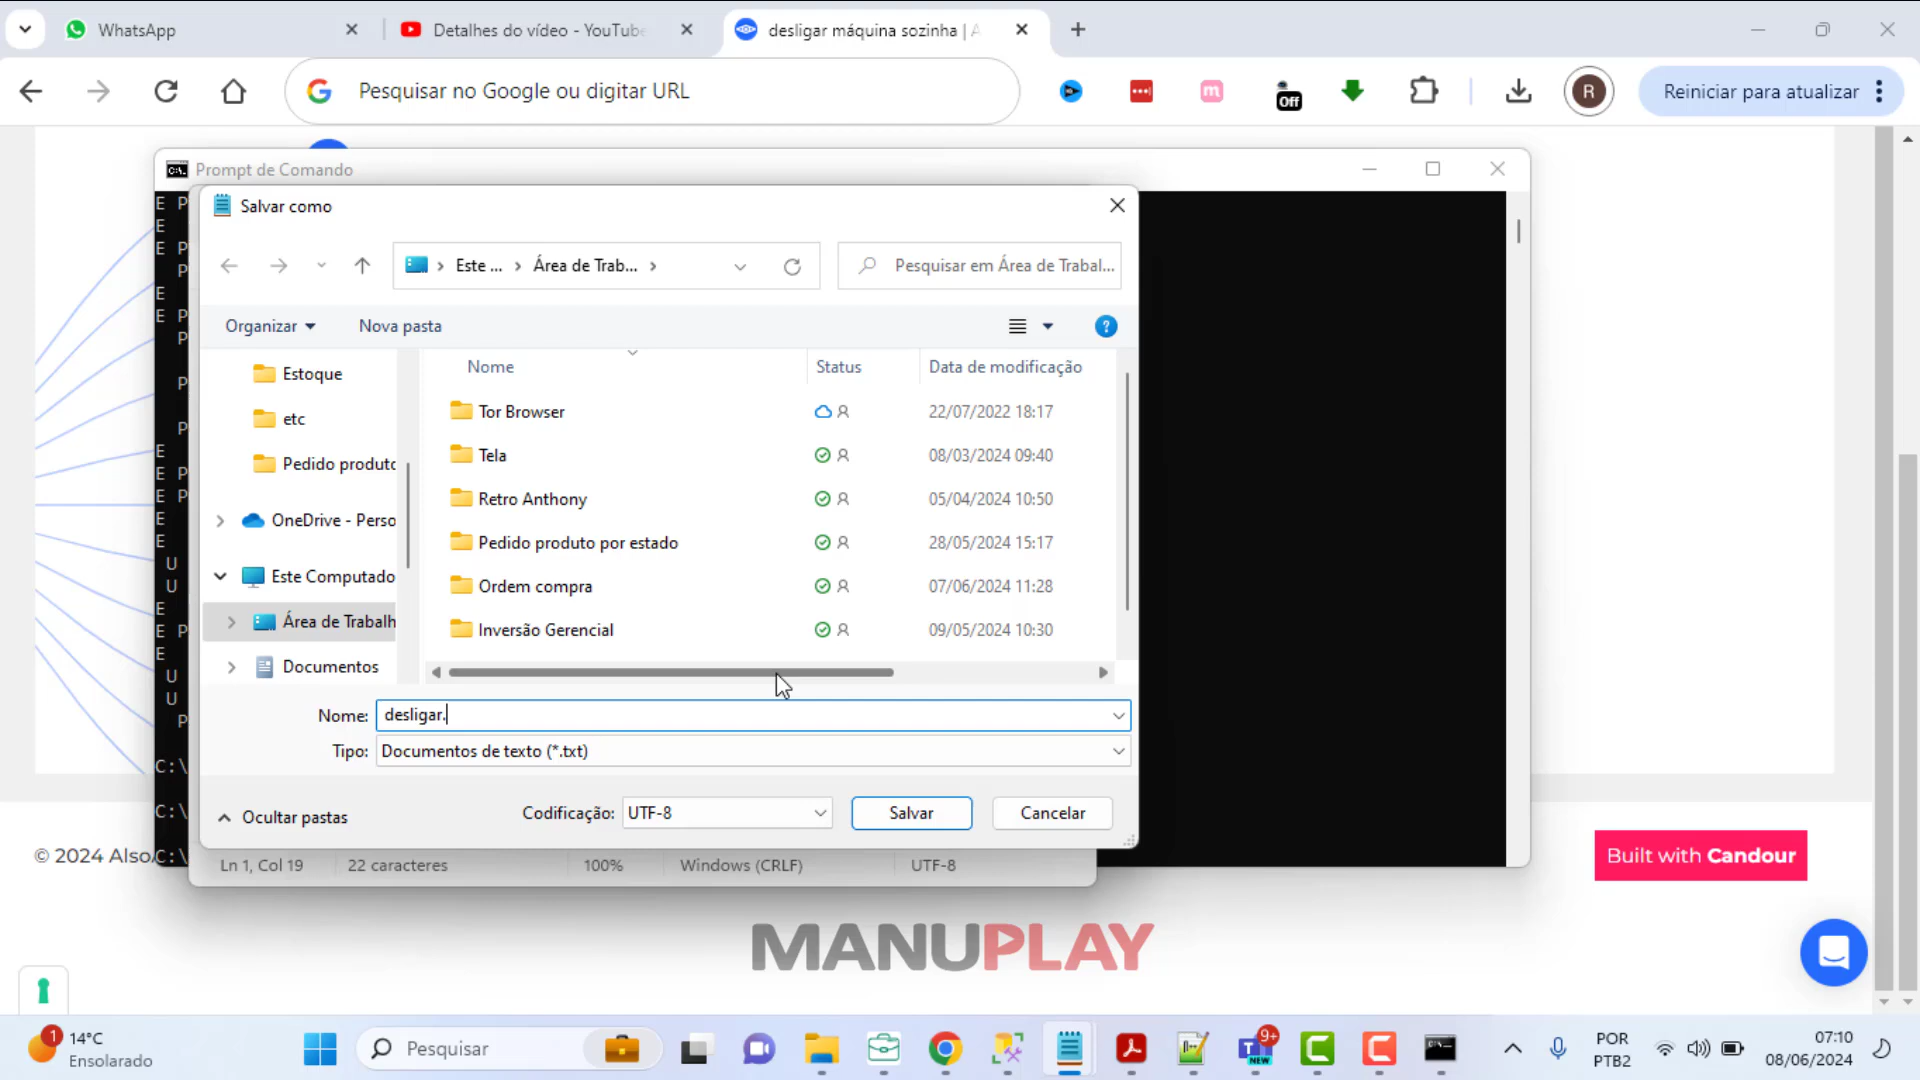 WhatsApp
Detalhes do vídeo - YouTube
desligar máquina sozinha | A
Pesquisar no Google ou digitar URL
Off
R
Reiniciar para atualizar
Prompt de Comando
Salvar como
Este ...
Área de Trab...
Pesquisar em Área de Trabal...
Organizar
Nova pasta
?
Nome
Status
Data de modificação
Estoque
etc
Pedido produto
OneDrive - Perso
Este Computado
Área de Trabalh
Documentos
Tor Browser
22/07/2022 18:17
Tela
08/03/2024 09:40
Retro Anthony
05/04/2024 10:50
Pedido produto por estado
28/05/2024 15:17
Ordem compra
07/06/2024 11:28
Inversão Gerencial
09/05/2024 10:30
Nome: desligar.
Tipo: Documentos de texto (*.txt)
Ocultar pastas
Codificação: UTF-8
Salvar
Cancelar
Ln 1, Col 19
22 caracteres
100%
Windows (CRLF)
UTF-8
E P
E
E P
P
E
E P
P
P
P
E
E P
E P
E
E
U
U
E
E P
E
U
U
P
C:\
C:\
C:\
© 2024 Also
Built with Candour
MANUPLAY
1
14°C
Ensolarado
Pesquisar
9+
NEW
POR
PTB2
07:10
08/06/2024